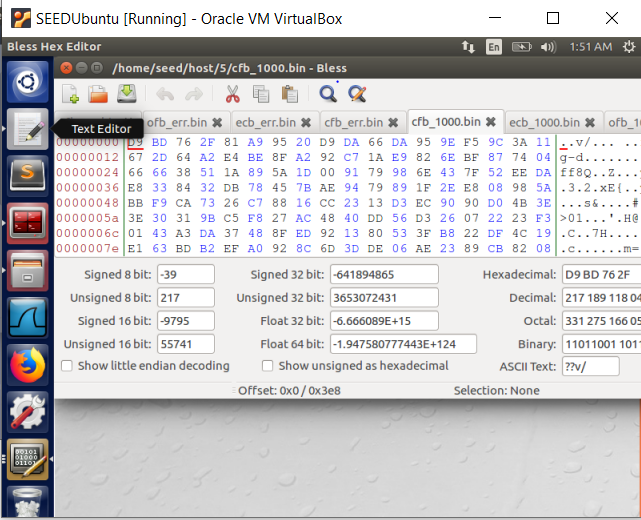 SEEDUbuntu [Running] - Oracle VM VirtualBox
Bless Hex Editor En 1:51 AM
/home/seed/host/5/cfb_1000.bin - Bless
Text Editor
ofb_err.bin ecb_err.bin cfb_err.bin cfb_1000.bin ecb_1000.bin ofb_1
00000000 D9 BD 76 2F 81 A9 95 20 D9 DA 66 DA 95 9E F5 9C 3A 11 ..v/... ...
00000012 67 2D 64 A2 E4 BE 8F A2 92 C7 1A E9 82 6E BF 87 74 04 g-d........
00000024 66 66 38 51 1A 89 5A 1D 00 91 79 98 6E 43 7F 52 EE DA ff8Q..Z...
00000036 E8 33 84 32 DB 78 45 7B AE 94 79 89 1F 2E E8 08 98 5A .3.2.xE{..
00000048 BB F9 CA 73 26 C7 88 16 CC 23 13 D3 EC 90 90 D0 4B 3E ...s&....
0000005a 3E 30 31 9B C5 F8 27 AC 48 40 DD 56 D3 26 07 22 23 F3 >01...'.H@
0000006c 01 43 A3 DA 37 48 8F ED 92 13 80 53 3F B8 22 DF 4C 19 .C..7H....
0000007e E1 63 BD B2 EF A0 92 8C 6D 3D DE 06 AE 23 89 CB 82 08 .c......m=
Signed 8 bit: -39 Signed 32 bit: -641894865 Hexadecimal: D9 BD 76 2F
Unsigned 8 bit: 217 Unsigned 32 bit: 3653072431 Decimal: 217 189 118 04
Signed 16 bit: -9795 Float 32 bit: -6.666089E+15 Octal: 331 275 166 05
Unsigned 16 bit: 55741 Float 64 bit: -1.947580777443E+124 Binary: 11011001 1011
Show little endian decoding Show unsigned as hexadecimal ASCII Text: ??v/
Offset: 0x0 / 0x3e8 Selection: None